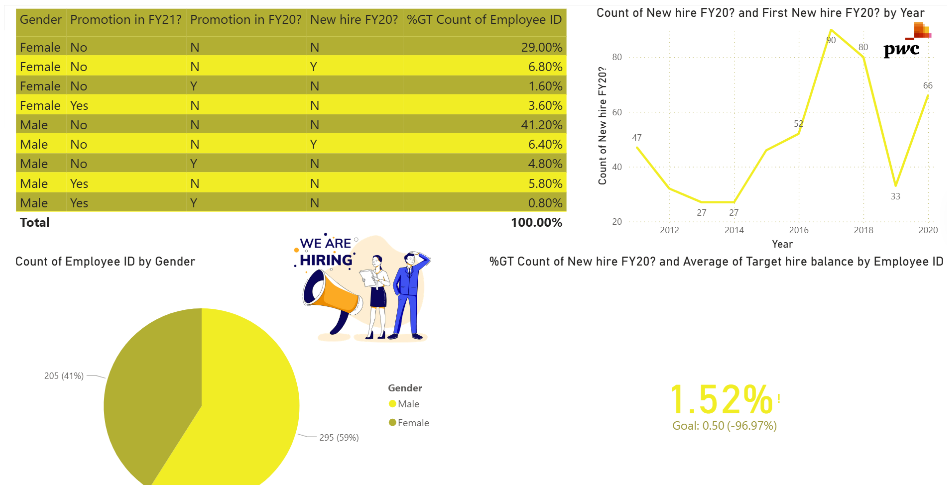 Gender Promotion in FY21? Promotion in FY20? New hire FY20? %GT Count of Employee ID
Female No N N 29.00%
Female No N Y 6.80%
Female No Y N 1.60%
Female Yes N N 3.60%
Male No N N 41.20%
Male No N Y 6.40%
Male No Y N 4.80%
Male Yes N N 5.80%
Male Yes Y N 0.80%
Total 100.00%
Count of New hire FY20? and First New hire FY20? by Year
pwc
Count of New hire FY20?
80
60
40
20
47
27
27
52
90
80
33
66
2012 2014 2016 2018 2020
Year
WE ARE
HIRING
Count of Employee ID by Gender
205 (41%)
295 (59%)
Gender
Male
Female
%GT Count of New hire FY20? and Average of Target hire balance by Employee ID
1.52%!
Goal: 0.50 (-96.97%)